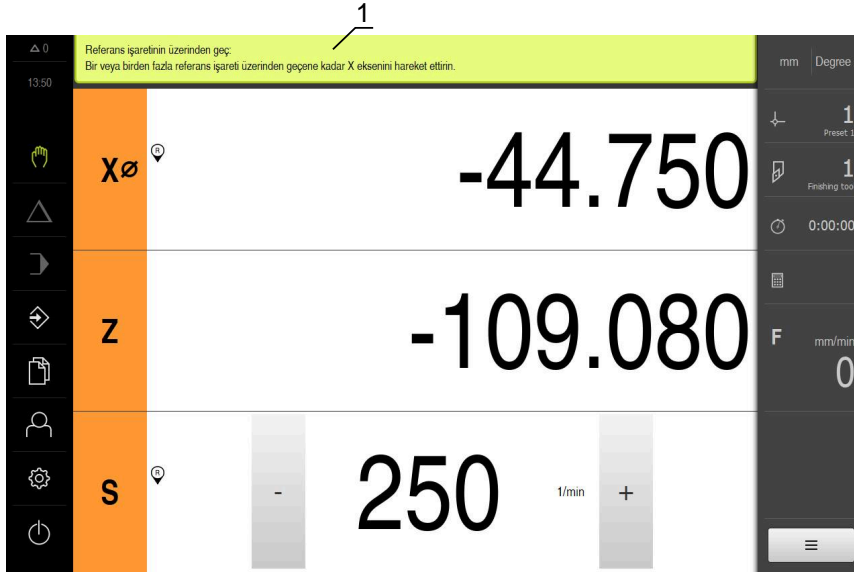 1
0
13:50
Referans işaretinin üzerinden geç:
Bir veya birden fazla referans işareti üzerinden geçene kadar X eksenini hareket ettirin.
mm Degree
X⌀ R -44.750
1
Preset 1
1
Finishing too
0:00:00
Z -109.080
F mm/min
0
S R - 250 1/min +